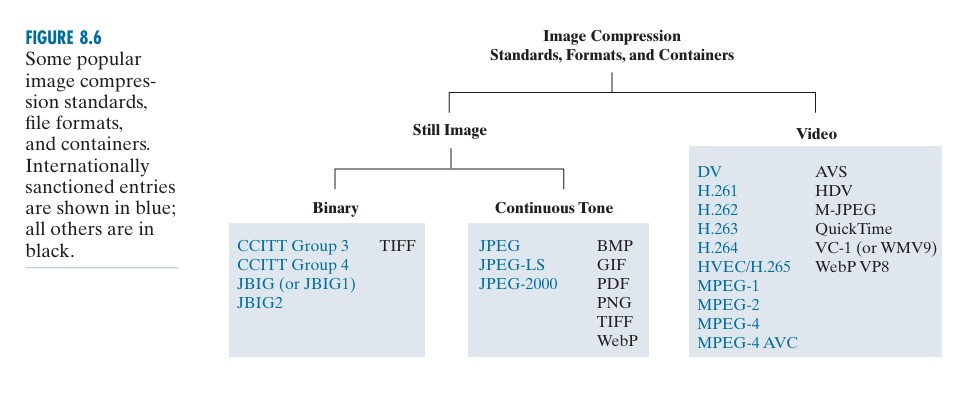 FIGURE 8.6
Some popular
image compres-
sion standards,
file formats,
and containers.
Internationally
sanctioned entries
are shown in blue;
all others are in
black.
Image Compression
Standards, Formats, and Containers
Still Image
Video
Binary
Continuous Tone
CCITT Group 3 TIFF
CCITT Group 4
JBIG (or JBIG1)
JBIG2
JPEG BMP
JPEG-LS GIF
JPEG-2000 PDF
PNG
TIFF
WebP
DV AVS
H.261 HDV
H.262 M-JPEG
H.263 QuickTime
H.264 VC-1 (or WMV9)
HVEC/H.265 WebP VP8
MPEG-1
MPEG-2
MPEG-4
MPEG-4 AVC